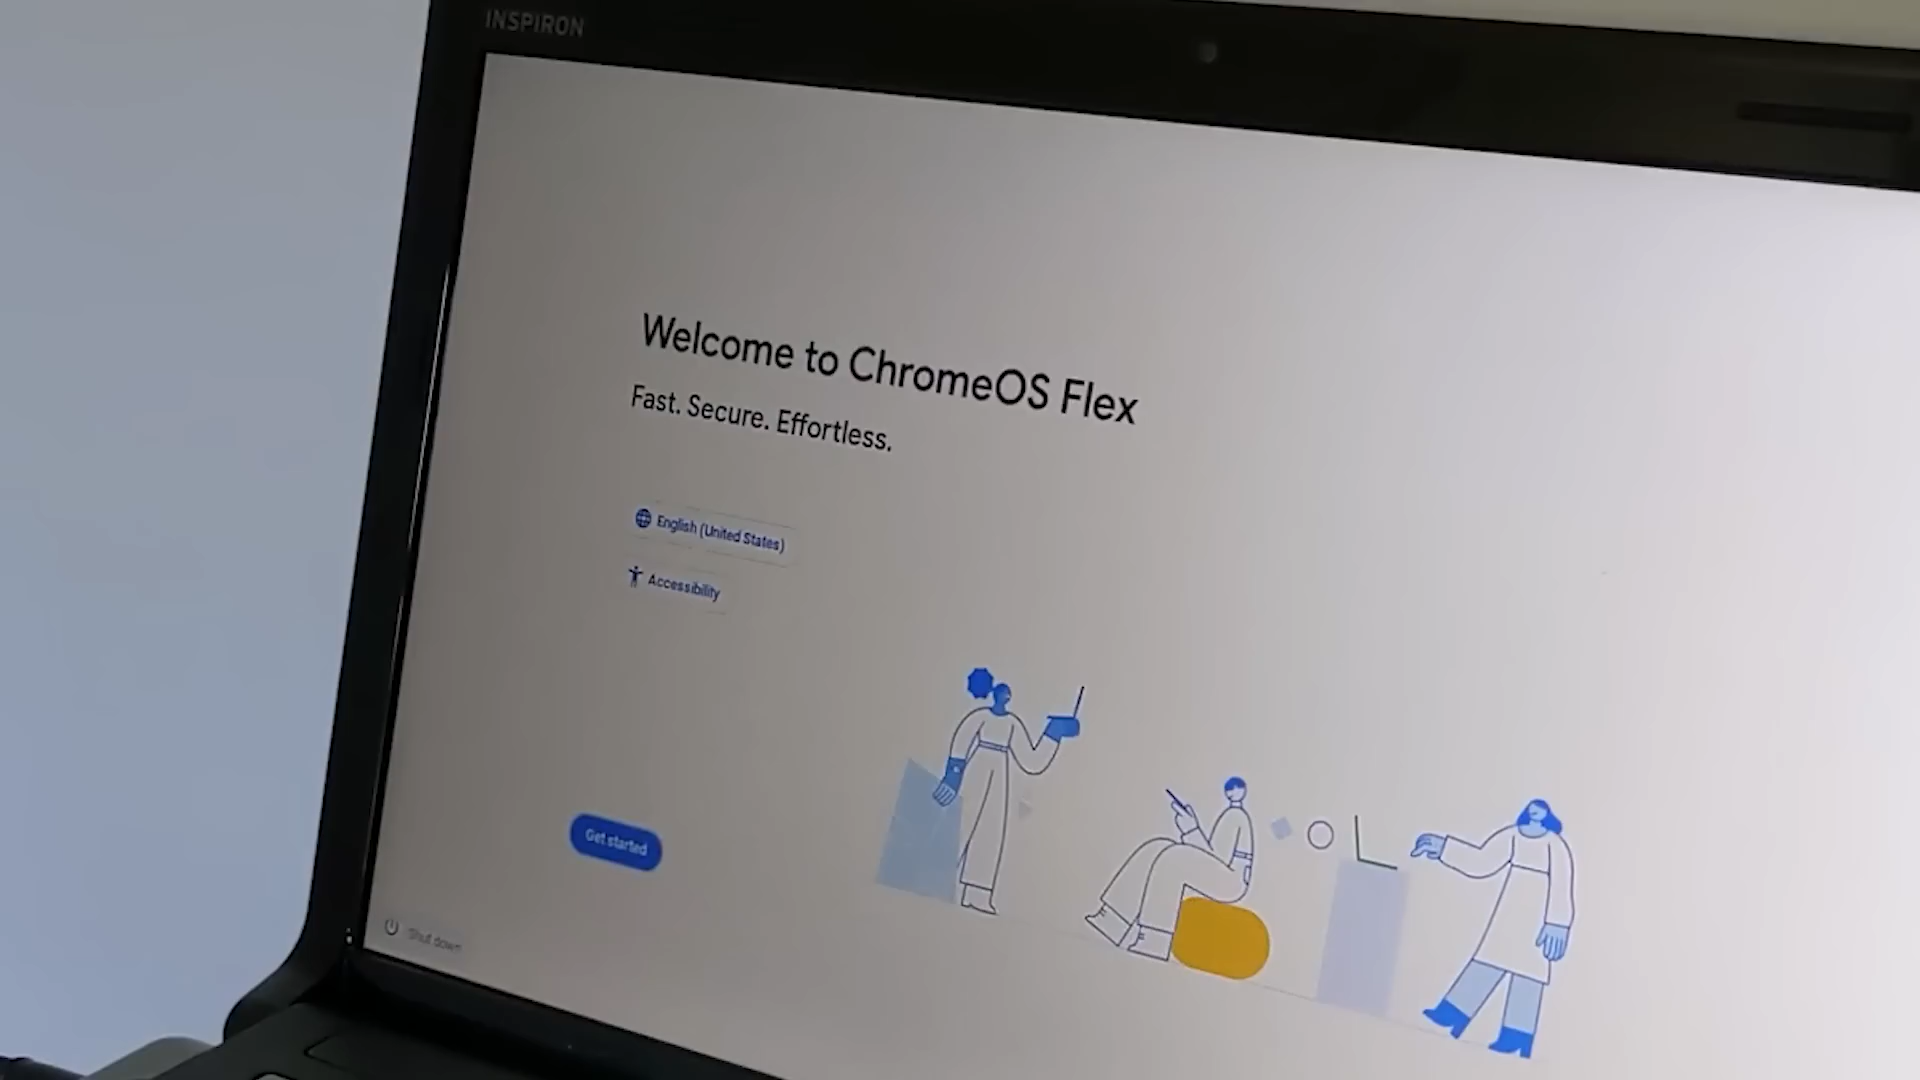 INSPIRON
Welcome to ChromeOS Flex
Fast. Secure. Effortless.
English (United States)
Accessibility
Get started
Shut down